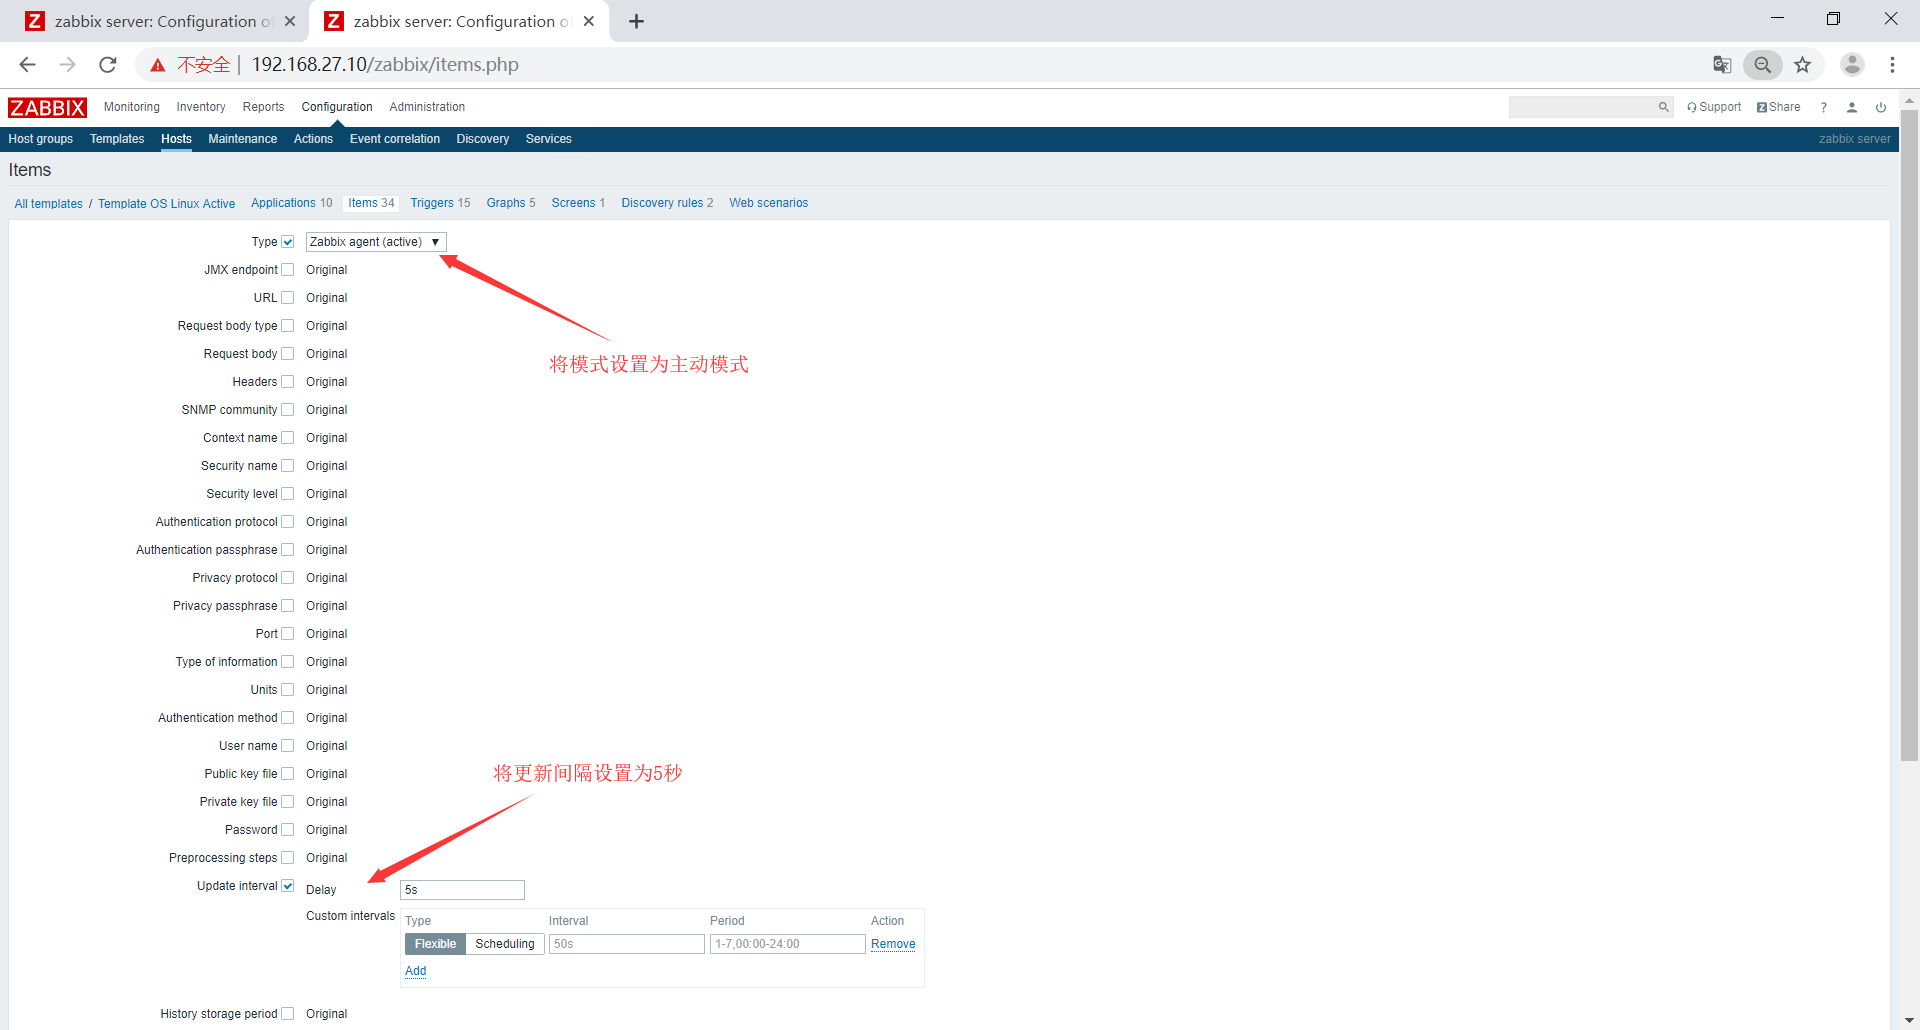 zabbix server: Configuration o
zabbix server: Configuration o
不安全 | 192.168.27.10/zabbix/items.php
ZABBIX Monitoring Inventory Reports Configuration Administration Support Share ?
Host groups Templates Hosts Maintenance Actions Event correlation Discovery Services zabbix server
Items
All templates / Template OS Linux Active Applications 10 Items 34 Triggers 15 Graphs 5 Screens 1 Discovery rules 2 Web scenarios
Type Zabbix agent (active)
JMX endpoint Original
URL Original
Request body type Original
Request body Original
将模式设置为主动模式
Headers Original
SNMP community Original
Context name Original
Security name Original
Security level Original
Authentication protocol Original
Authentication passphrase Original
Privacy protocol Original
Privacy passphrase Original
Port Original
Type of information Original
Units Original
Authentication method Original
User name Original
Public key file Original
将更新间隔设置为5秒
Private key file Original
Password Original
Preprocessing steps Original
Update interval Delay 5s
Custom intervals Type Interval Period Action
Flexible Scheduling 50s 1-7,00:00-24:00 Remove
Add
History storage period Original